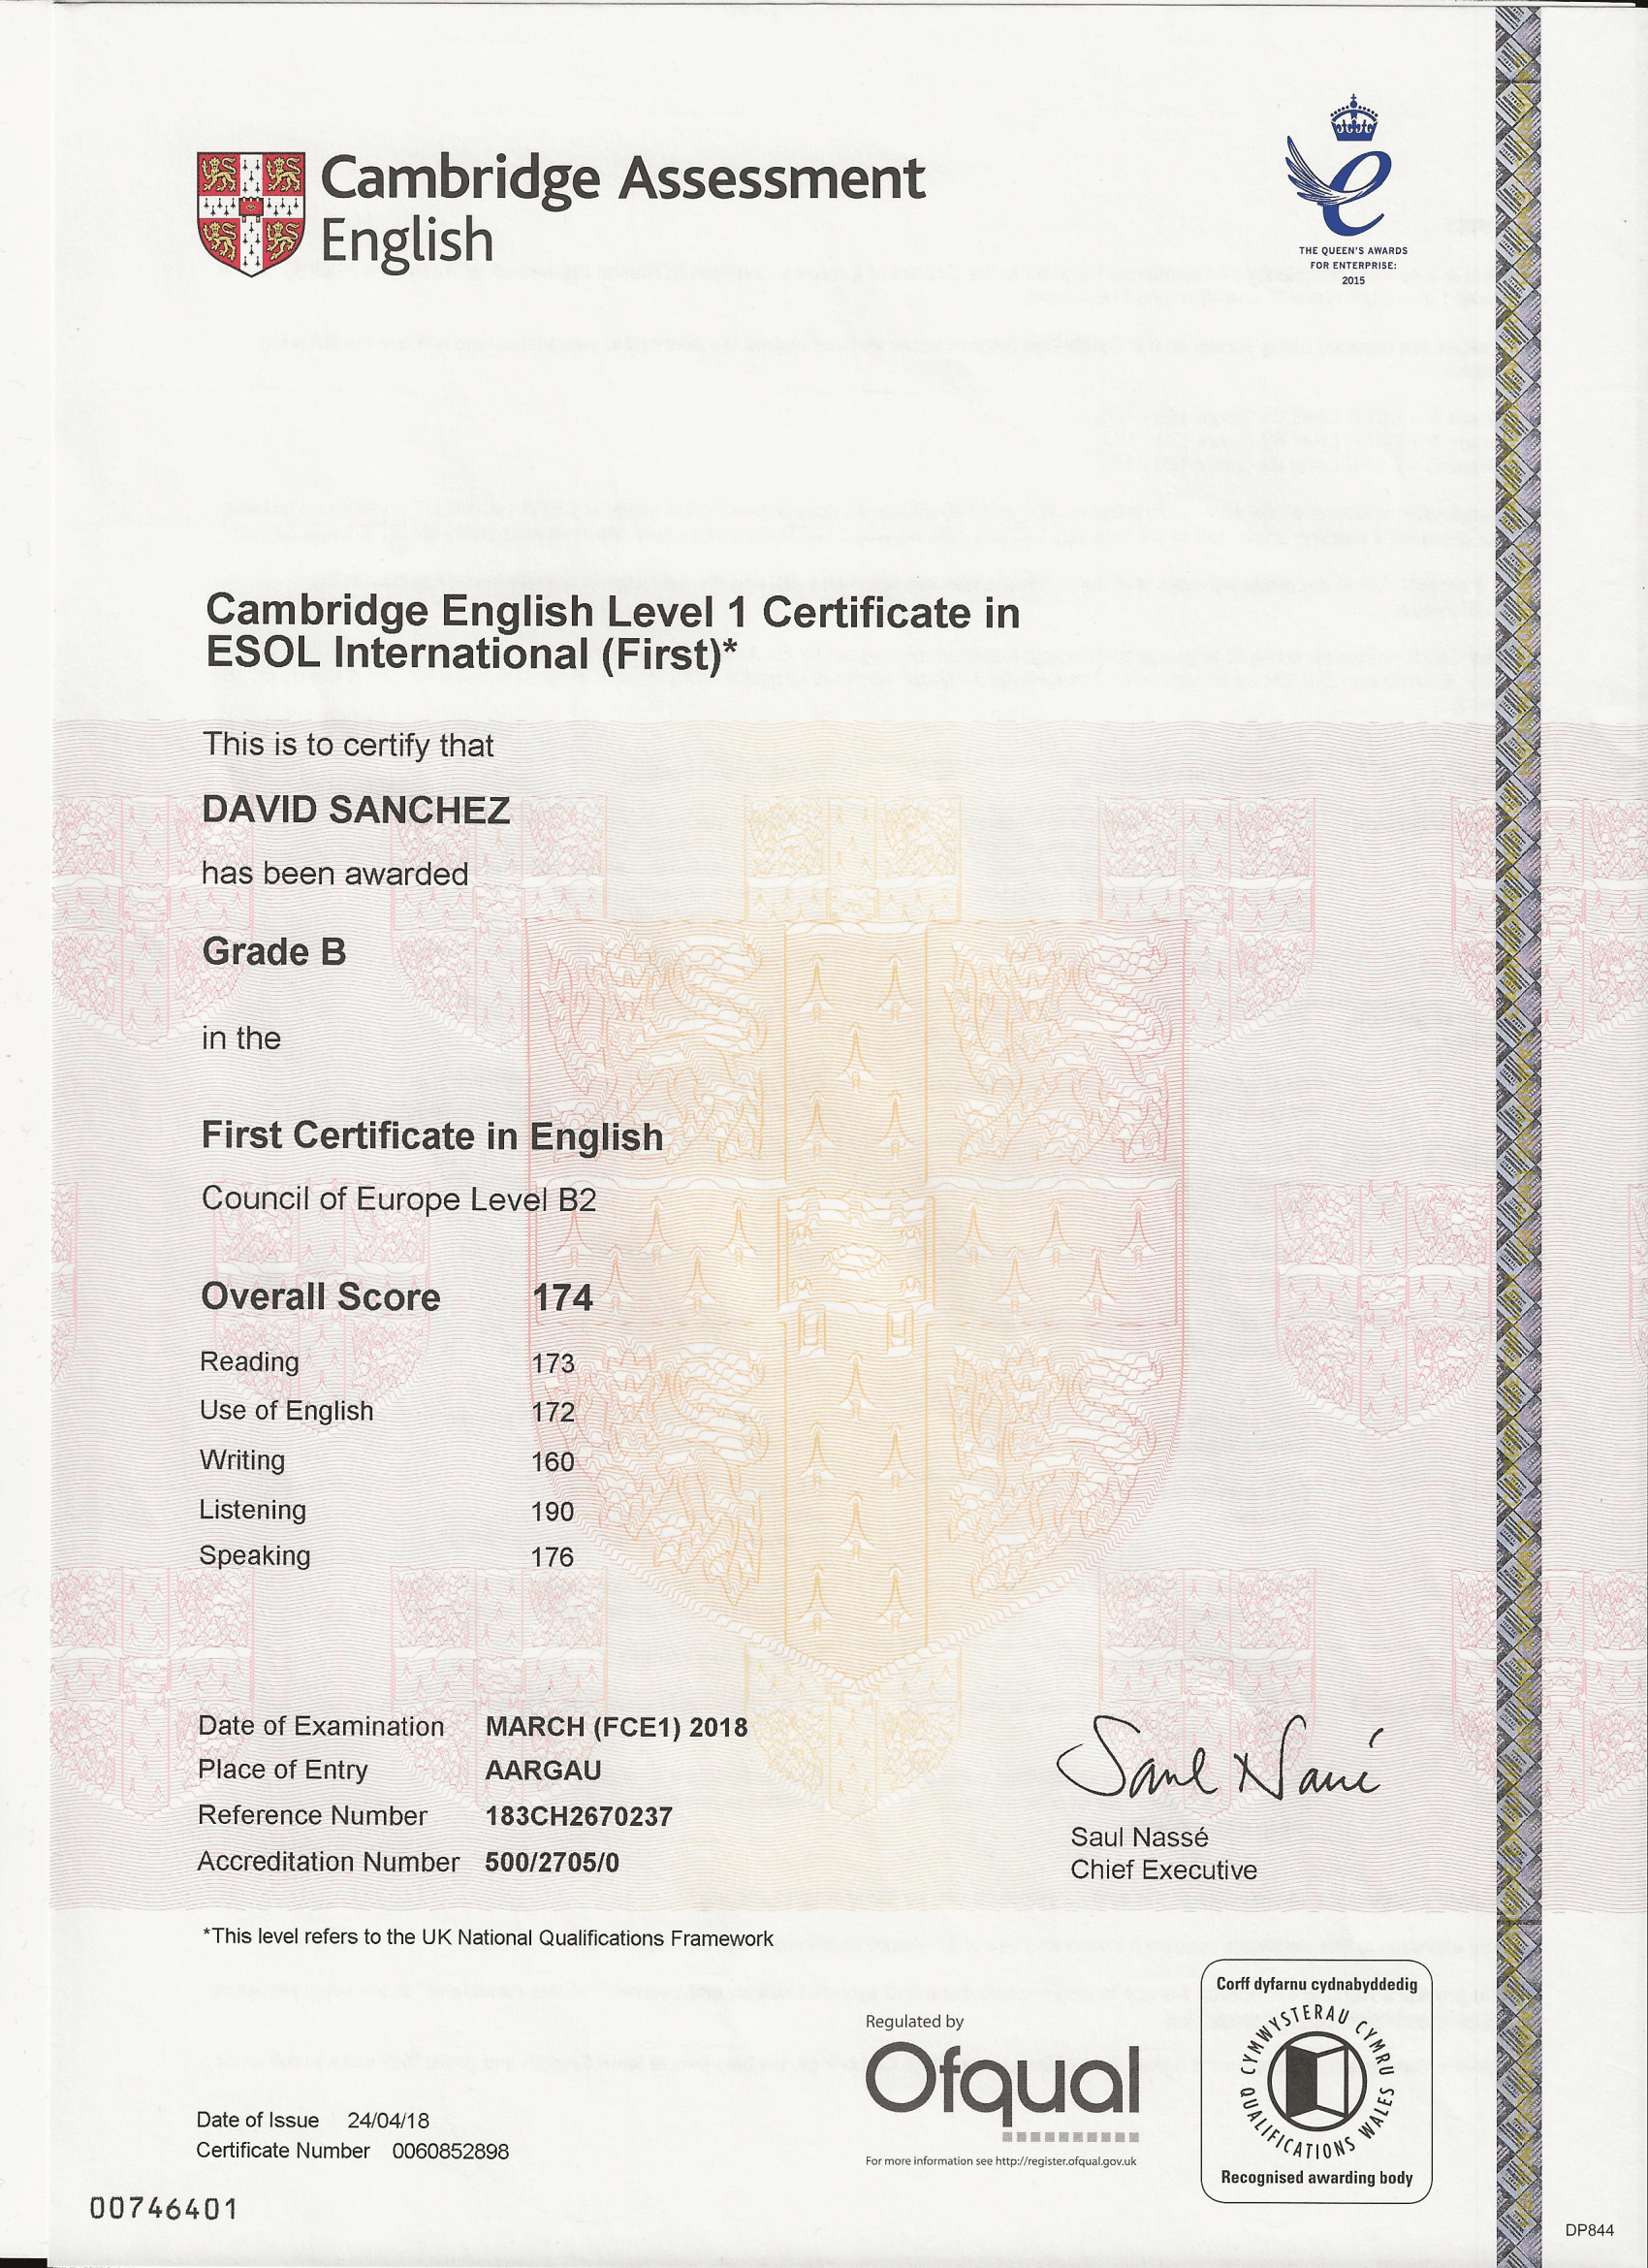 Cambridge Assessment
English
THE QUEEN'S AWARDS
FOR ENTERPRISE:
2015
Cambridge English Level 1 Certificate in
ESOL International (First)*
This is to certify that
DAVID SANCHEZ
has been awarded
Grade B
in the
First Certificate in English
Council of Europe Level B2
Overall Score 174
Reading 173
Use of English 172
Writing 160
Listening 190
Speaking 176
Date of Examination MARCH (FCE1) 2018
Place of Entry AARGAU
Reference Number 183CH2670237
Accreditation Number 500/2705/0
Saul Nassé
Saul Nassé
Chief Executive
*This level refers to the UK National Qualifications Framework
Regulated by
Ofqual
For more information see http://register.ofqual.gov.uk
Corff dyfarnu cydnabyddedig
CYMWYSTERAU CYMRU
QUALIFICATIONS WALES
Recognised awarding body
Date of Issue 24/04/18
Certificate Number 0060852898
00746401
DP844